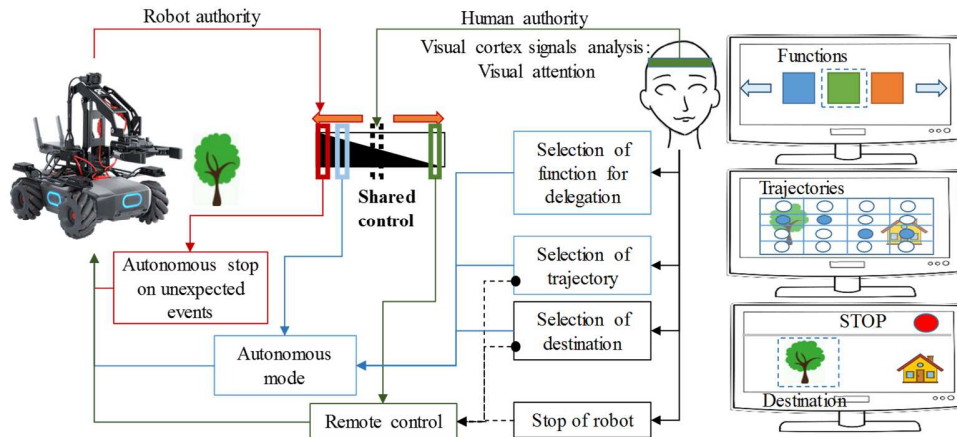 Robot authority
Human authority
Visual cortex signals analysis:
Visual attention
Functions
Shared
control
Selection of
function for
delegation
Trajectories
Autonomous stop
on unexpected
events
Selection of
trajectory
Selection of
destination
STOP
Autonomous
mode
Destination
Remote control
Stop of robot